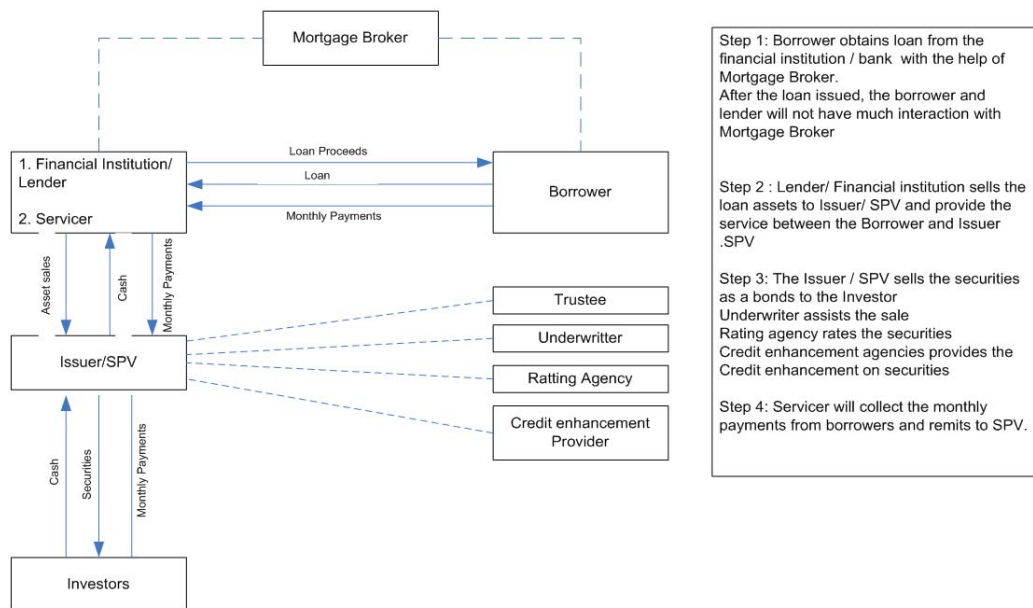 Mortgage Broker
1. Financial Institution/
Lender
2. Servicer
Loan Proceeds
Loan
Monthly Payments
Borrower
Asset sales
Cash
Monthly Payments
Issuer/SPV
Trustee
Underwritter
Ratting Agency
Credit enhancement
Provider
Cash
Securities
Monthly Payments
Investors
Step 1: Borrower obtains loan from the
financial institution / bank with the help of
Mortgage Broker.
After the loan issued, the borrower and
lender will not have much interaction with
Mortgage Broker
Step 2 : Lender/ Financial institution sells the
loan assets to Issuer/ SPV and provide the
service between the Borrower and Issuer
.SPV
Step 3: The Issuer / SPV sells the securities
as a bonds to the Investor
Underwriter assists the sale
Rating agency rates the securities
Credit enhancement agencies provides the
Credit enhancement on securities
Step 4: Servicer will collect the monthly
payments from borrowers and remits to SPV.